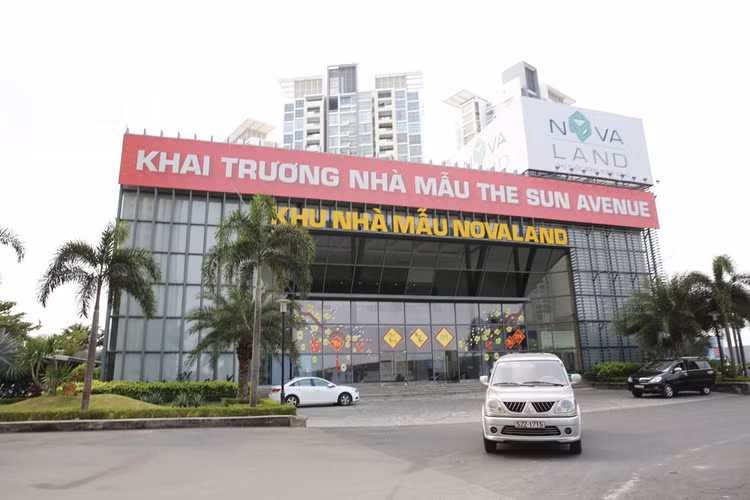 NOVA
LAND
KHAI TRƯƠNG NHÀ MẪU THE SUN AVENUE
KHU NHÀ MẪU NOVALAND